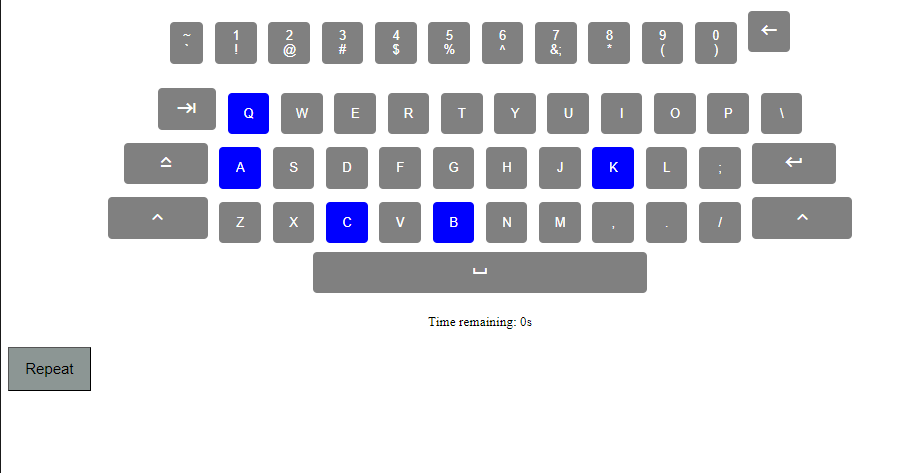 ~ 1 2 3 4 5 6 7 8 9 0 ←
` ! @ # $ % ^ &; * ( )
⇥ Q W E R T Y U I O P \
A S D F G H J K L ; ↵
^ Z X C V B N M , . / ^
Time remaining: 0s
Repeat